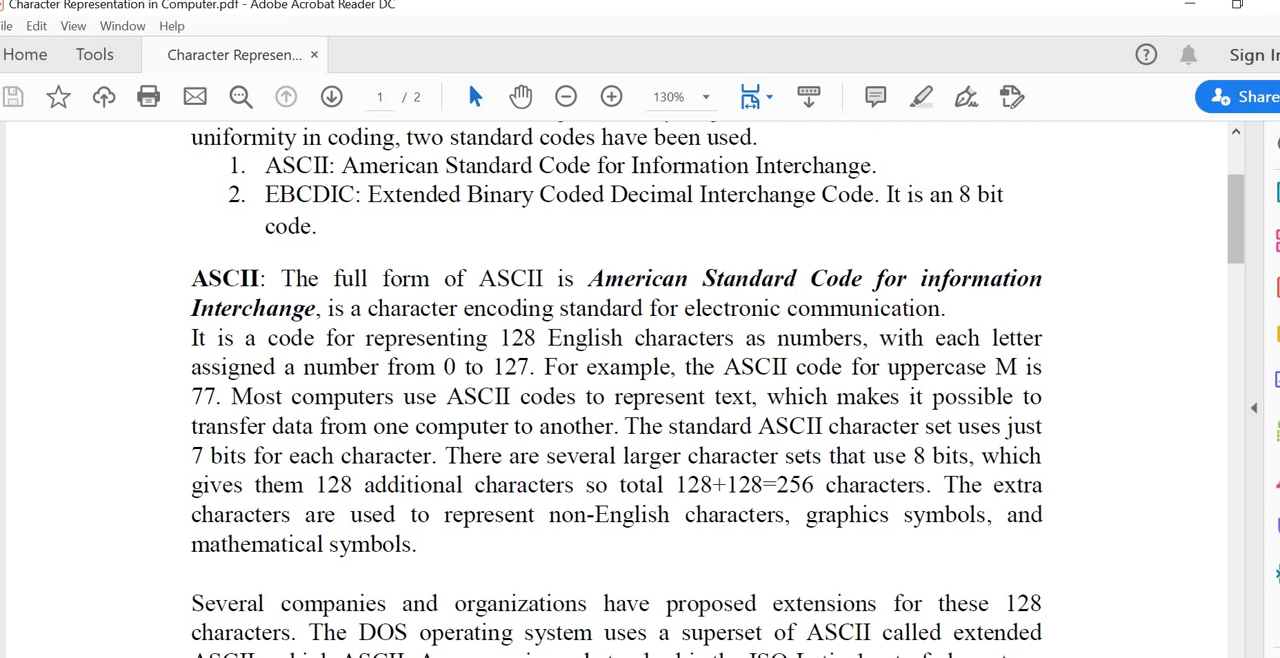 Character Representation in Computer.pdf - Adobe Acrobat Reader DC
ile Edit View Window Help
Home Tools Character Represen... ×
1 / 2 130% Share
Sign In
uniformity in coding, two standard codes have been used.
1. ASCII: American Standard Code for Information Interchange.
2. EBCDIC: Extended Binary Coded Decimal Interchange Code. It is an 8 bit
code.
ASCII: The full form of ASCII is American Standard Code for information
Interchange, is a character encoding standard for electronic communication.
It is a code for representing 128 English characters as numbers, with each letter
assigned a number from 0 to 127. For example, the ASCII code for uppercase M is
77. Most computers use ASCII codes to represent text, which makes it possible to
transfer data from one computer to another. The standard ASCII character set uses just
7 bits for each character. There are several larger character sets that use 8 bits, which
gives them 128 additional characters so total 128+128=256 characters. The extra
characters are used to represent non-English characters, graphics symbols, and
mathematical symbols.
Several companies and organizations have proposed extensions for these 128
characters. The DOS operating system uses a superset of ASCII called extended